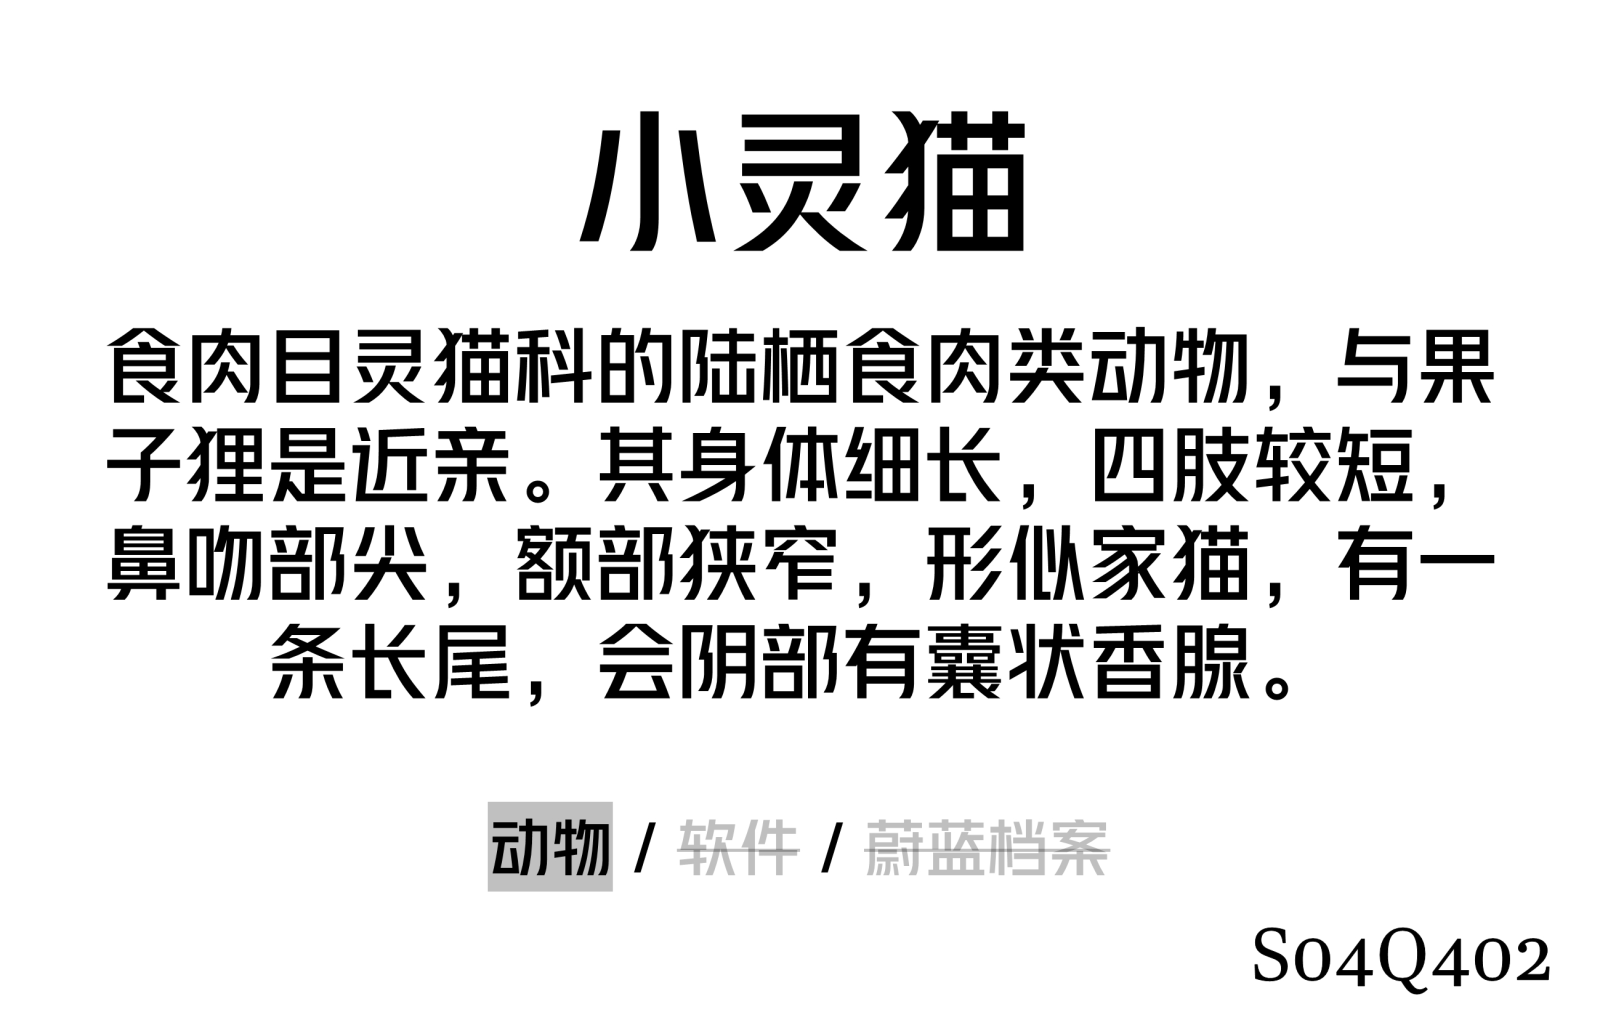 小灵猫
食肉目灵猫科的陆栖食肉类动物，与果
子狸是近亲。其身体细长，四肢较短，
鼻吻部尖，额部狭窄，形似家猫，有一
条长尾，会阴部有囊状香腺。
动物 / 软件 / 蔚蓝档案
S04Q402